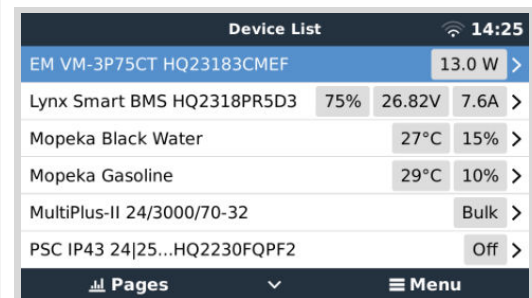 Device List 14:25
EM VM-3P75CT HQ23183CMEF 13.0 W
Lynx Smart BMS HQ2318PR5D3 75% 26.82V 7.6A
Mopeka Black Water 27°C 15%
Mopeka Gasoline 29°C 10%
MultiPlus-II 24/3000/70-32 Bulk
PSC IP43 24|25...HQ2230FQPF2 Off
Pages Menu